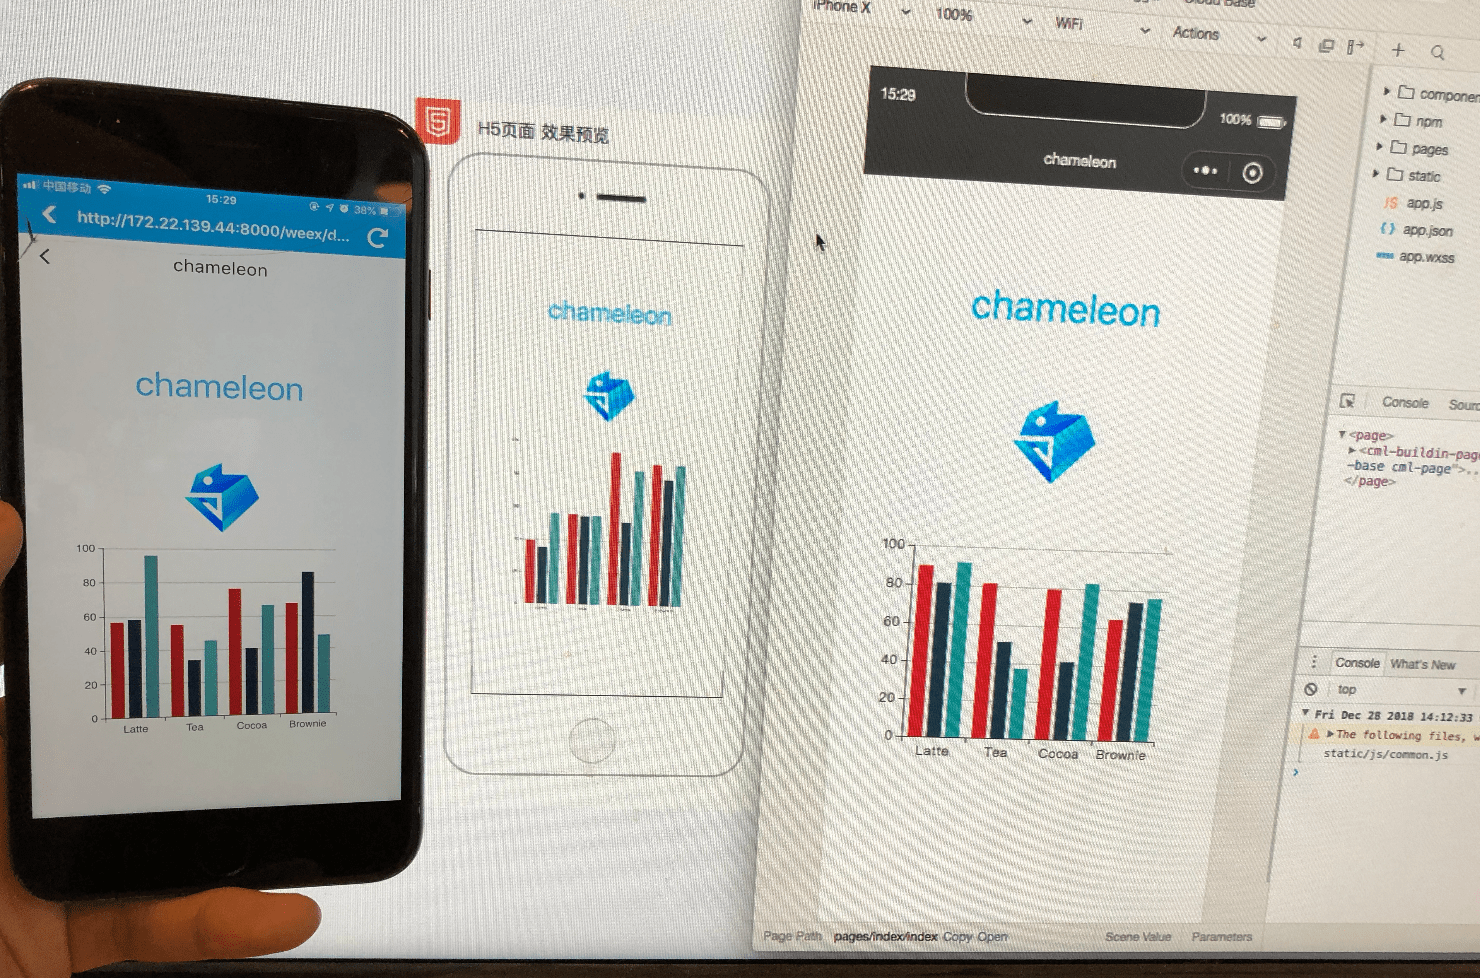 中国移动
15:29
38%
http://172.22.139.44:8000/weex/d...
chameleon
chameleon
100
80
60
40
20
0
Latte
Tea
Cocoa
Brownie
H5页面 效果预览
chameleon
iPhone X
100%
WiFi
Actions
15:29
100%
chameleon
chameleon
100
80
60
40
20
0
Latte
Tea
Cocoa
Brownie
Page Path
pages/index/index
Copy
Open
Scene Value
Parameters
componen
npm
pages
static
JS app.js
{ } app.json
wxss app.wxss
Console
Sourc
▼<page>
▶<cml-buildin-page
-base cml-page">...
</page>
Console
What's New
top
▼ Fri Dec 28 2018 14:12:33
▶The following files, w
static/js/common.js